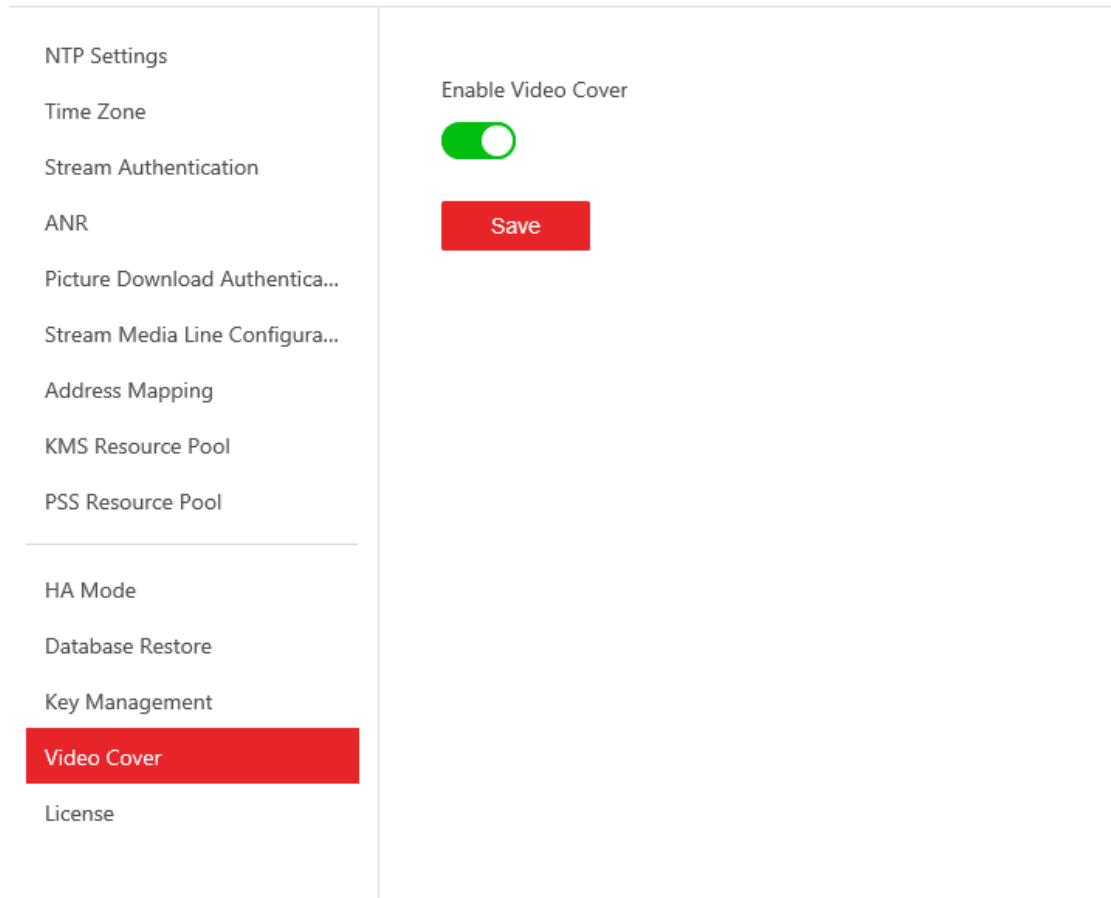 NTP Settings
Time Zone
Stream Authentication
ANR
Picture Download Authentica...
Stream Media Line Configura...
Address Mapping
KMS Resource Pool
PSS Resource Pool
HA Mode
Database Restore
Key Management
Video Cover
License
Enable Video Cover
Save